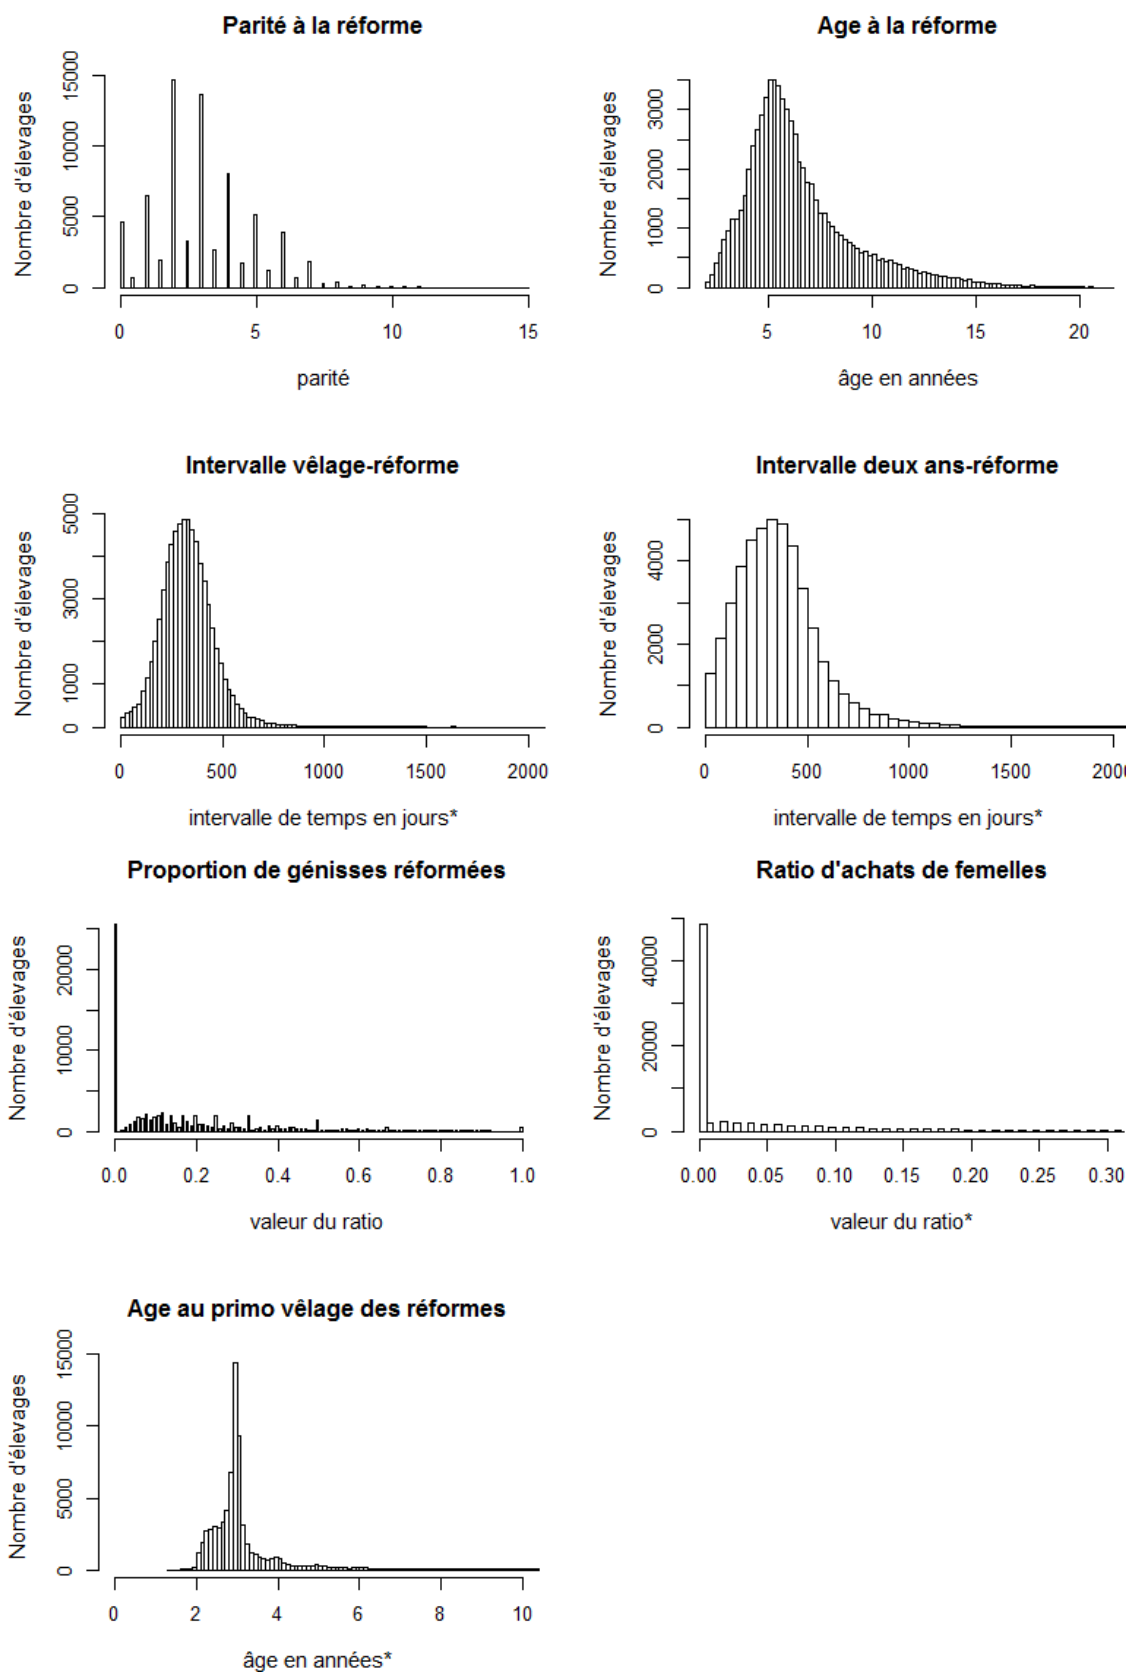 Parité à la réforme
Nombre d'élevages
0 5000 10000 15000
0 5 10 15
parité
Age à la réforme
Nombre d'élevages
0 1000 2000 3000
5 10 15 20
âge en années
Intervalle vêlage-réforme
Nombre d'élevages
0 1000 3000 5000
0 500 1000 1500 2000
intervalle de temps en jours*
Intervalle deux ans-réforme
Nombre d'élevages
0 2000 4000
0 500 1000 1500 2000
intervalle de temps en jours*
Proportion de génisses réformées
Nombre d'élevages
0 10000 20000
0.0 0.2 0.4 0.6 0.8 1.0
valeur du ratio
Ratio d'achats de femelles
Nombre d'élevages
0 20000 40000
0.00 0.05 0.10 0.15 0.20 0.25 0.30
valeur du ratio*
Age au primo vêlage des réformes
Nombre d'élevages
0 5000 10000 15000
0 2 4 6 8 10
âge en années*